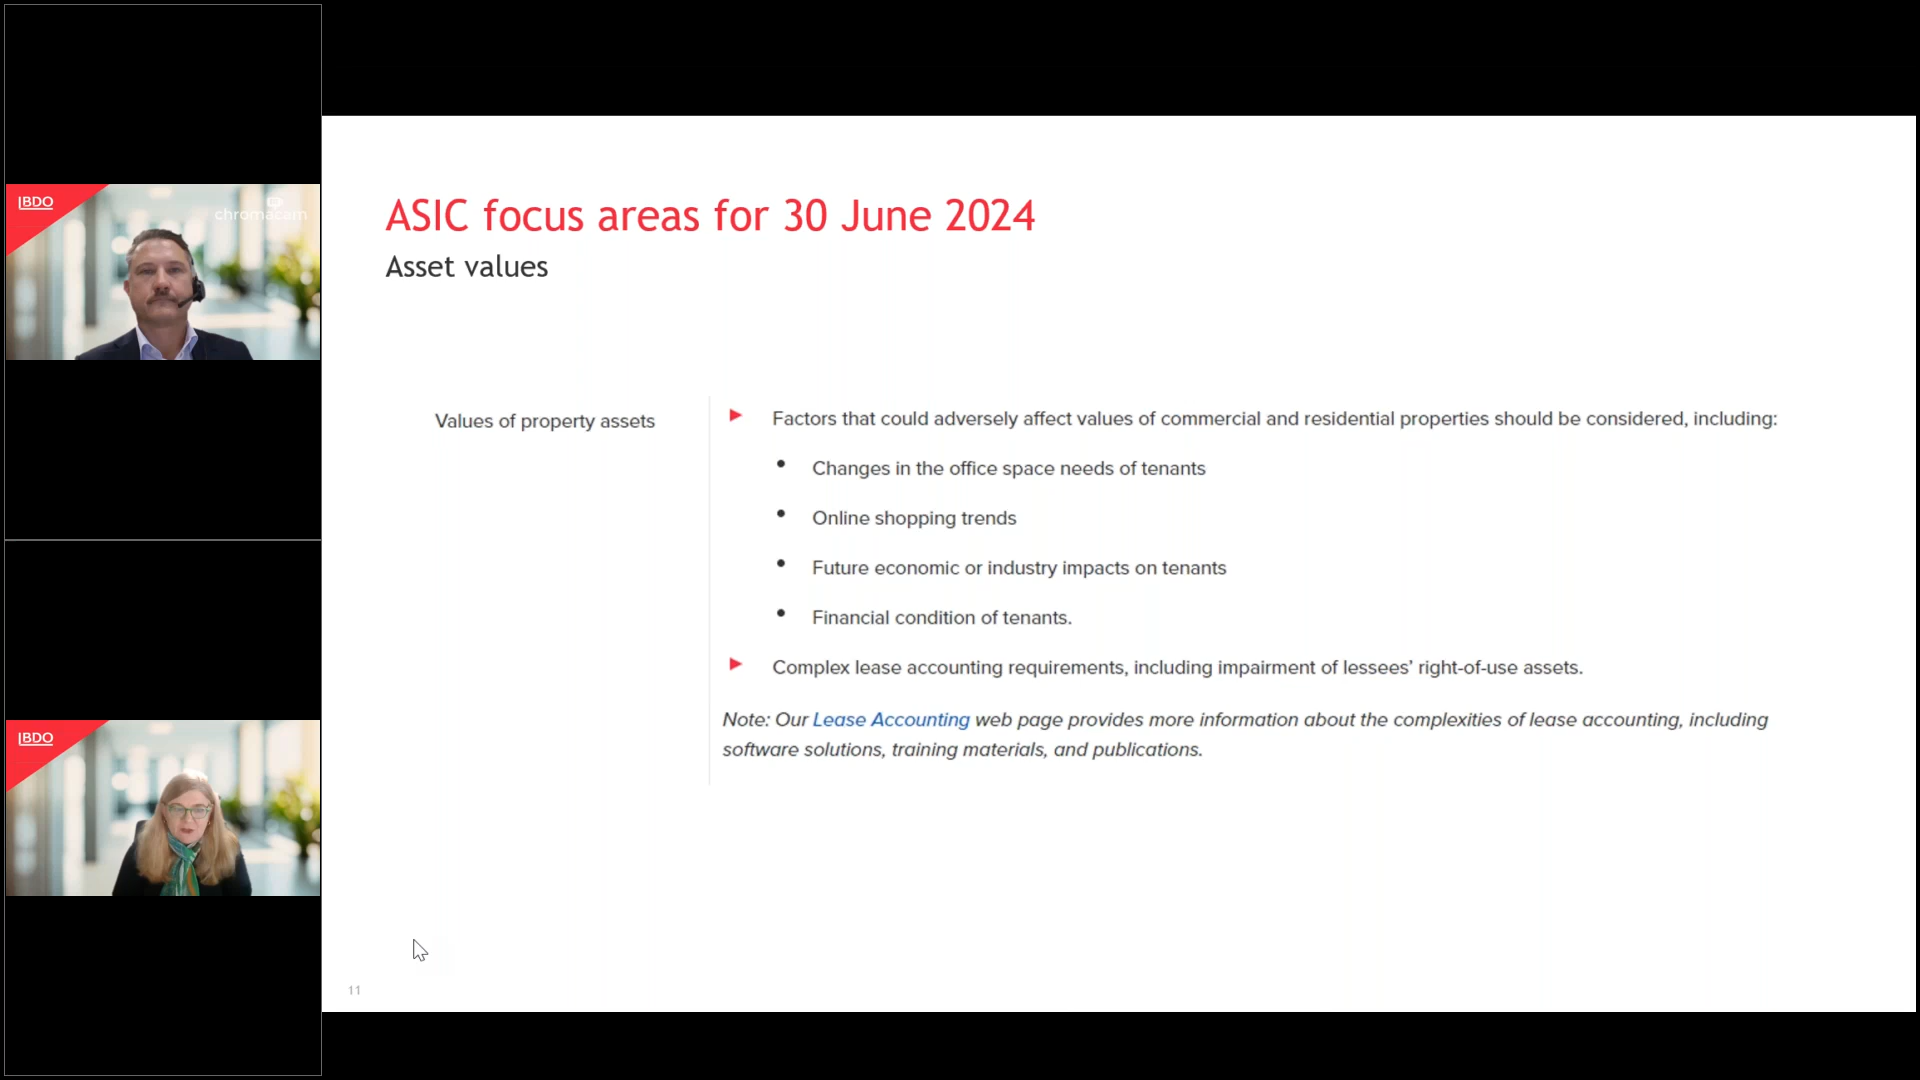 BDO
chromacam
BDO
ASIC focus areas for 30 June 2024
Asset values
Values of property assets
Factors that could adversely affect values of commercial and residential properties should be considered, including:
Changes in the office space needs of tenants
Online shopping trends
Future economic or industry impacts on tenants
Financial condition of tenants.
Complex lease accounting requirements, including impairment of lessees’ right-of-use assets.
Note: Our Lease Accounting web page provides more information about the complexities of lease accounting, including
software solutions, training materials, and publications.
11